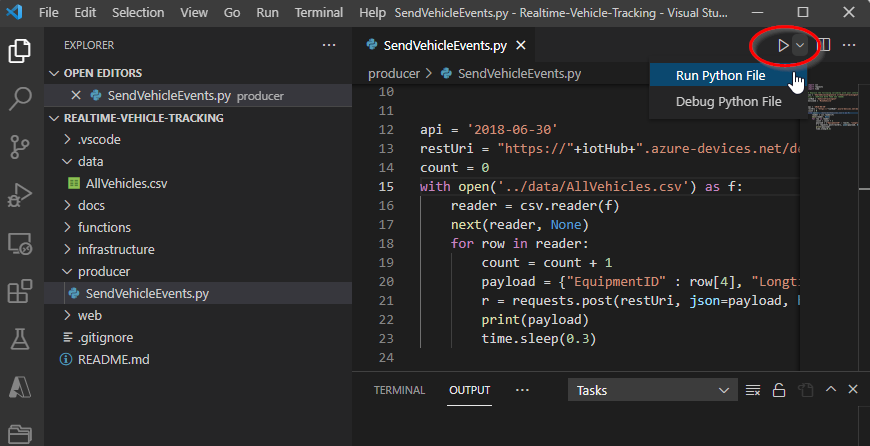 File Edit Selection View Go Run Terminal Help SendVehicleEvents.py - Realtime-Vehicle-Tracking - Visual Stu...
EXPLORER
OPEN EDITORS
SendVehicleEvents.py producer
REALTIME-VEHICLE-TRACKING
.vscode
data
AllVehicles.csv
docs
functions
infrastructure
producer
SendVehicleEvents.py
web
.gitignore
README.md
SendVehicleEvents.py
producer > SendVehicleEvents.py
Run Python File
Debug Python File
10
11
12 api = '2018-06-30'
13 restUri = "https://"+iotHub+".azure-devices.net/de
14 count = 0
15 with open('../data/AllVehicles.csv') as f:
16 reader = csv.reader(f)
17 next(reader, None)
18 for row in reader:
19 count = count + 1
20 payload = {"EquipmentID" : row[4], "Longti
21 r = requests.post(restUri, json=payload, h
22 print(payload)
23 time.sleep(0.3)
24
TERMINAL OUTPUT
Tasks